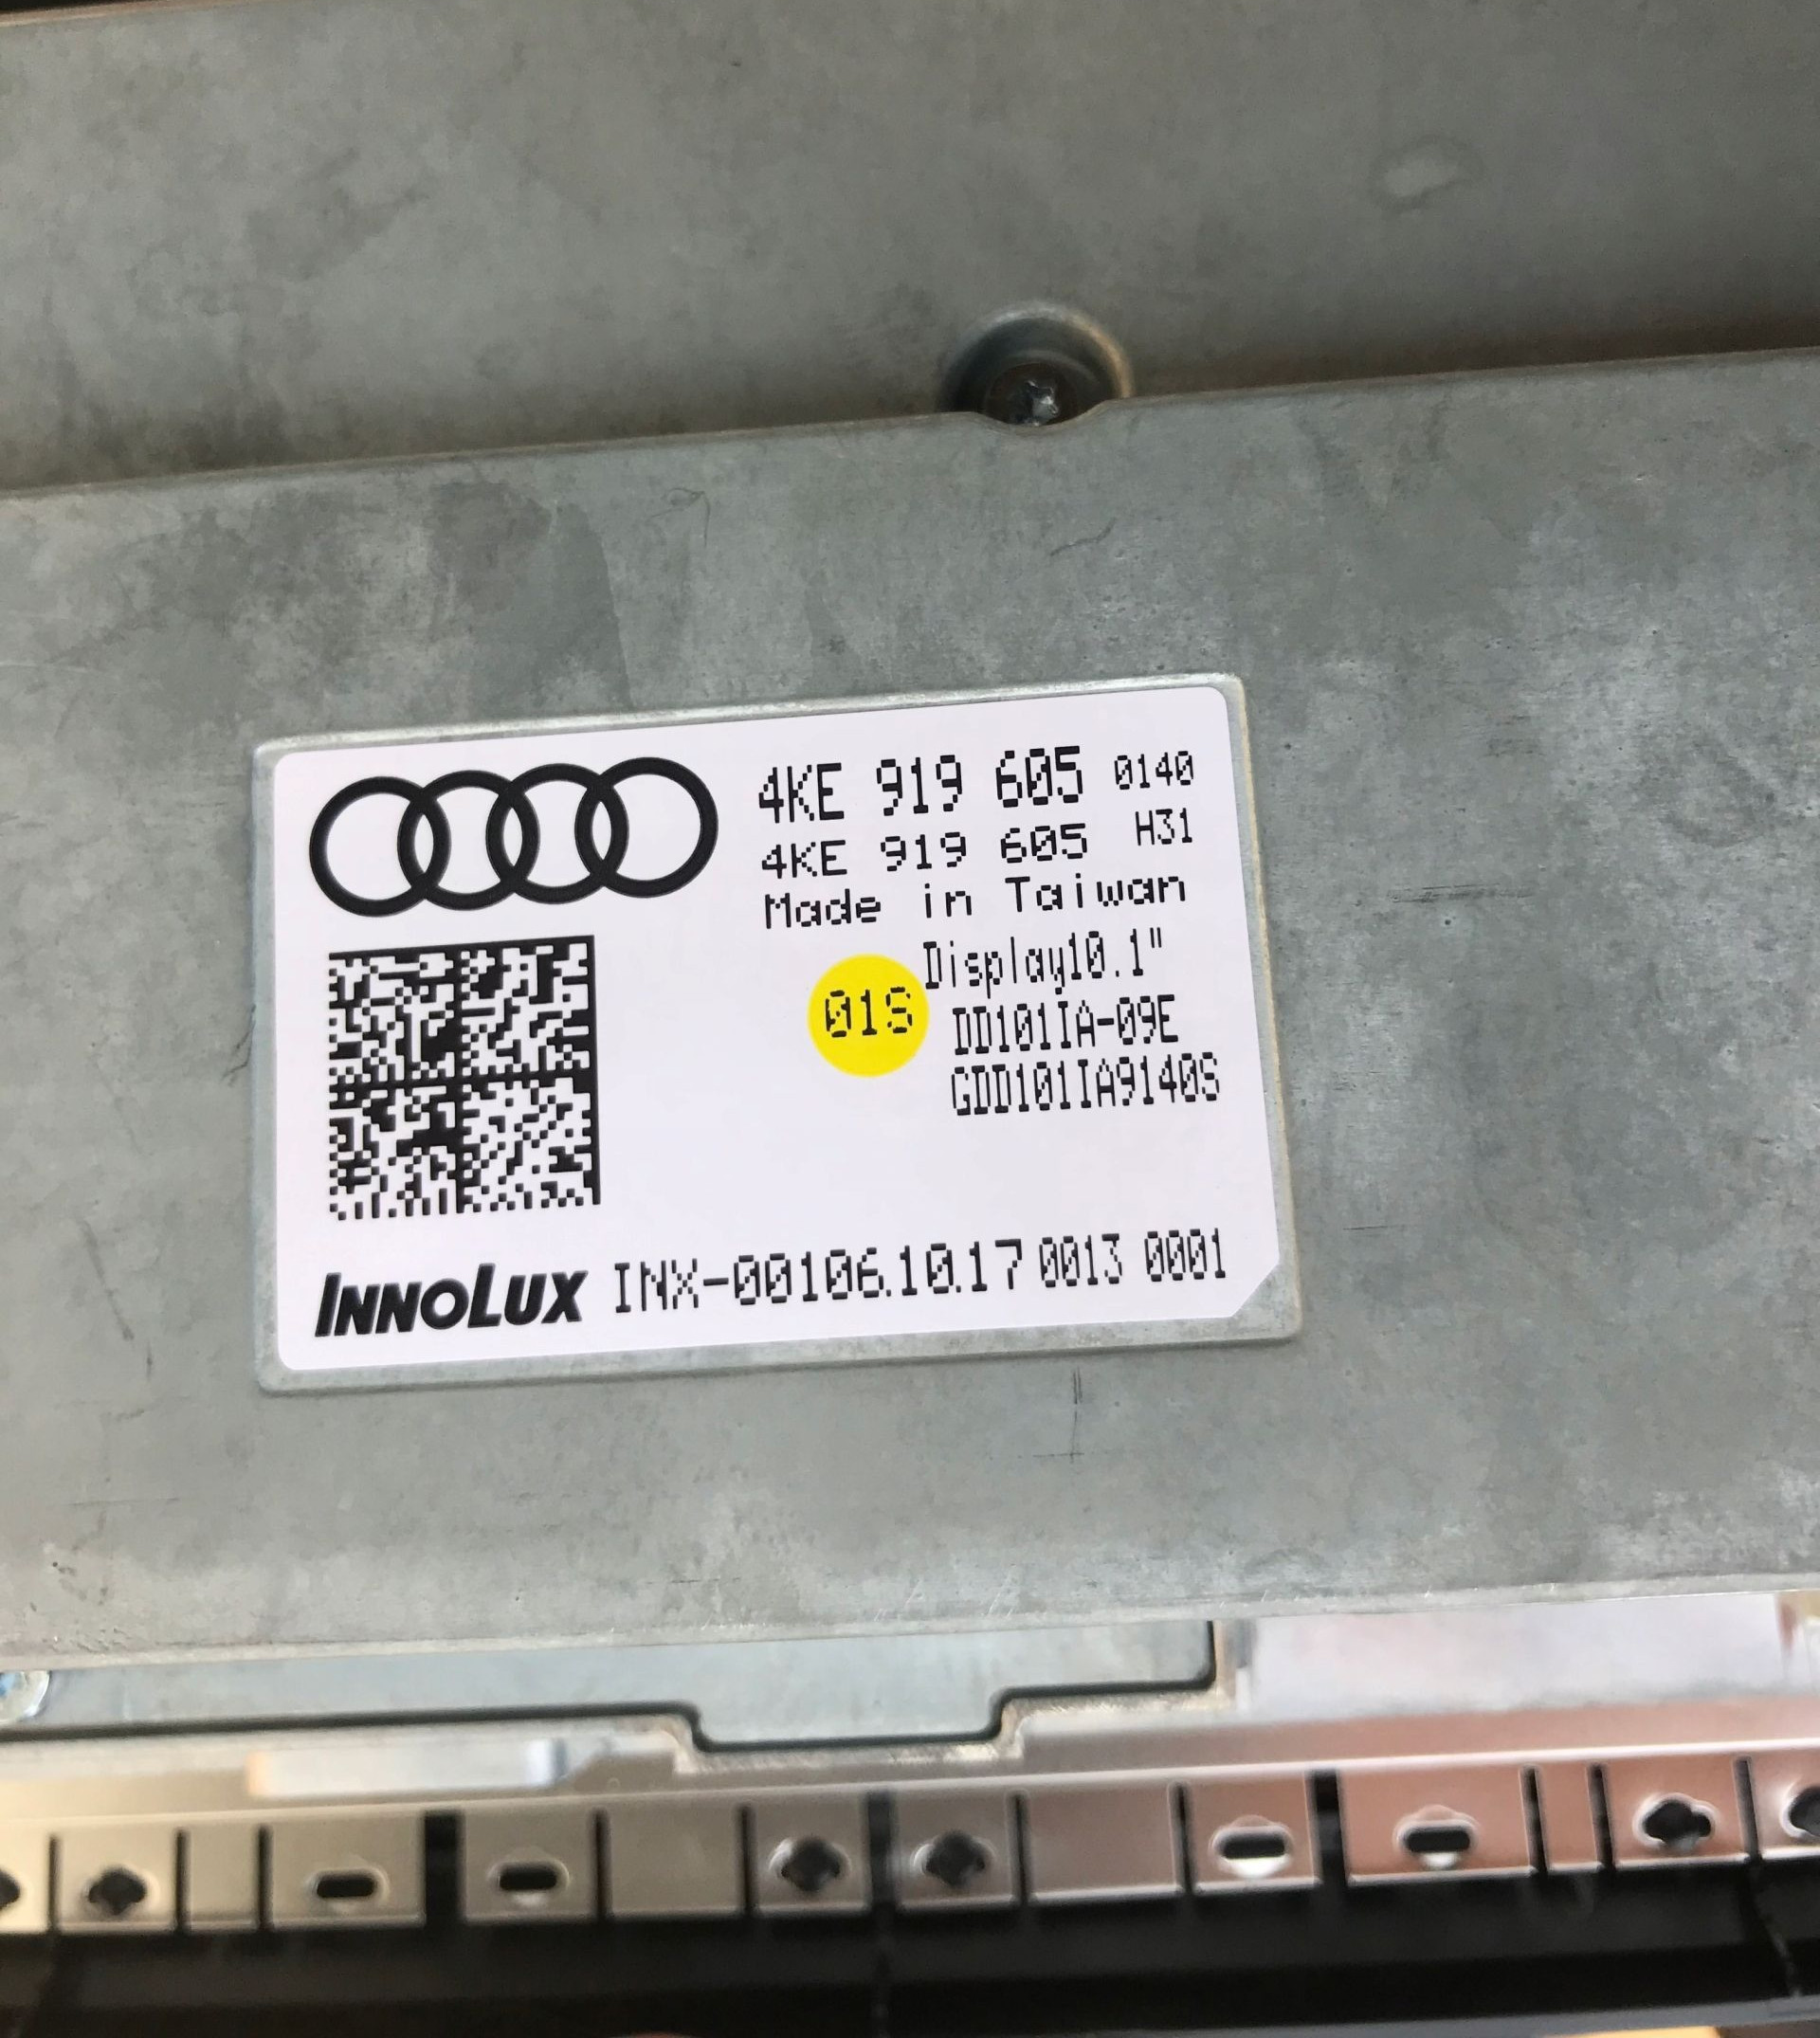 4KE 919 605 0140
4KE 919 605 H31
Made in Taiwan
Display10.1"
01S
DD101IA-09E
GDD101IA9140S
INNOLUX INX-00106.10.17 0013 0001